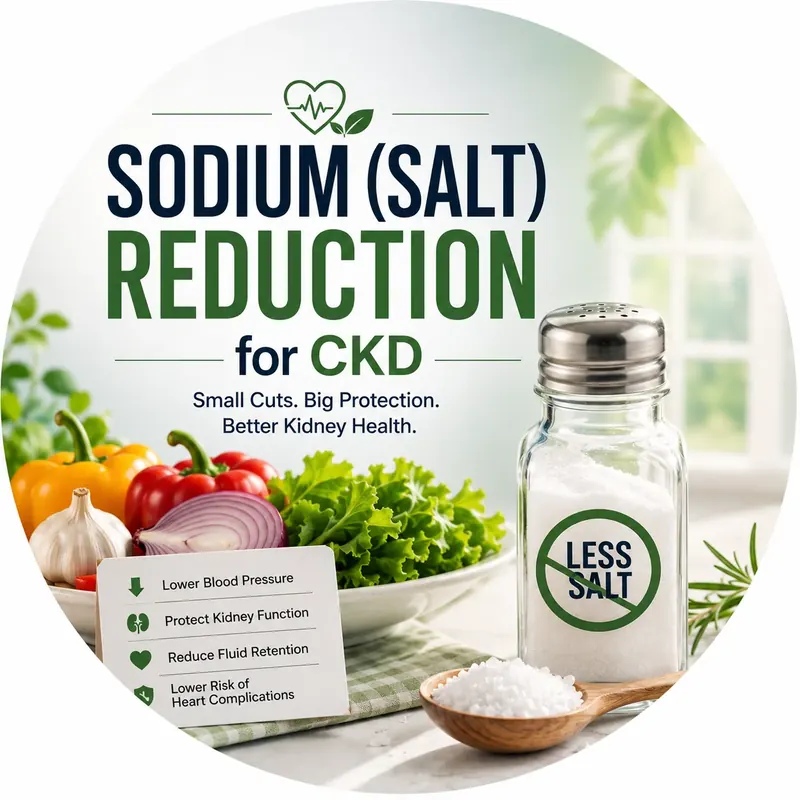 SODIUM (SALT)
REDUCTION
for CKD
Small Cuts. Big Protection.
Better Kidney Health.
Lower Blood Pressure
Protect Kidney Function
Reduce Fluid Retention
Lower Risk of
Heart Complications
LESS
SALT